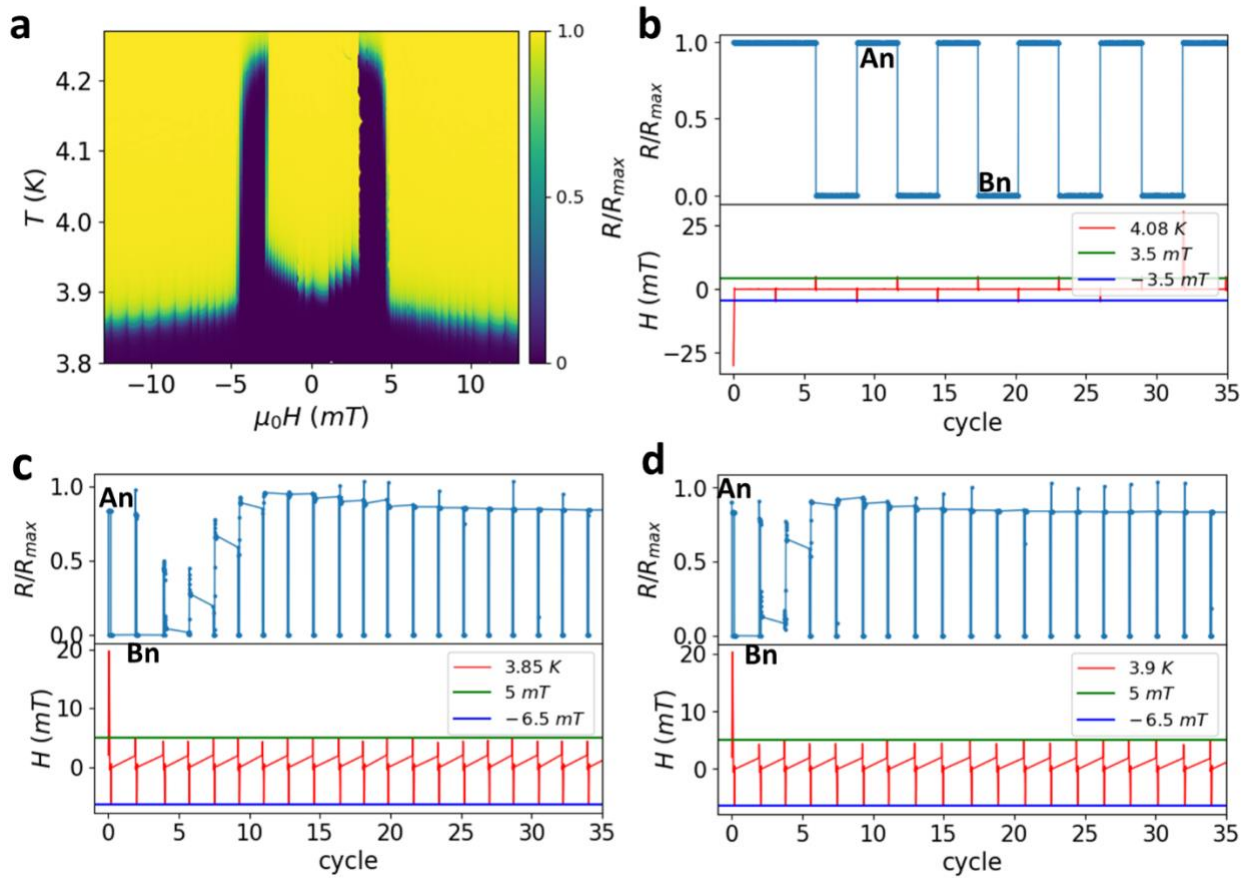 a
4.2
4.1
4.0
3.9
3.8
T (K)
−10 −5 0 5 10
μ₀H (mT)
1.0
0.5
0
R/Rmax
b
1.0
0.5
0.0
R/Rmax
An
Bn
25
0
−25
H (mT)
4.08 K
3.5 mT
−3.5 mT
0 5 10 15 20 25 30 35
cycle
c
1.0
0.5
0.0
R/Rmax
An
Bn
20
10
0
H (mT)
3.85 K
5 mT
−6.5 mT
0 5 10 15 20 25 30 35
cycle
d
1.0
0.5
0.0
R/Rmax
An
Bn
20
10
0
H (mT)
3.9 K
5 mT
−6.5 mT
0 5 10 15 20 25 30 35
cycle